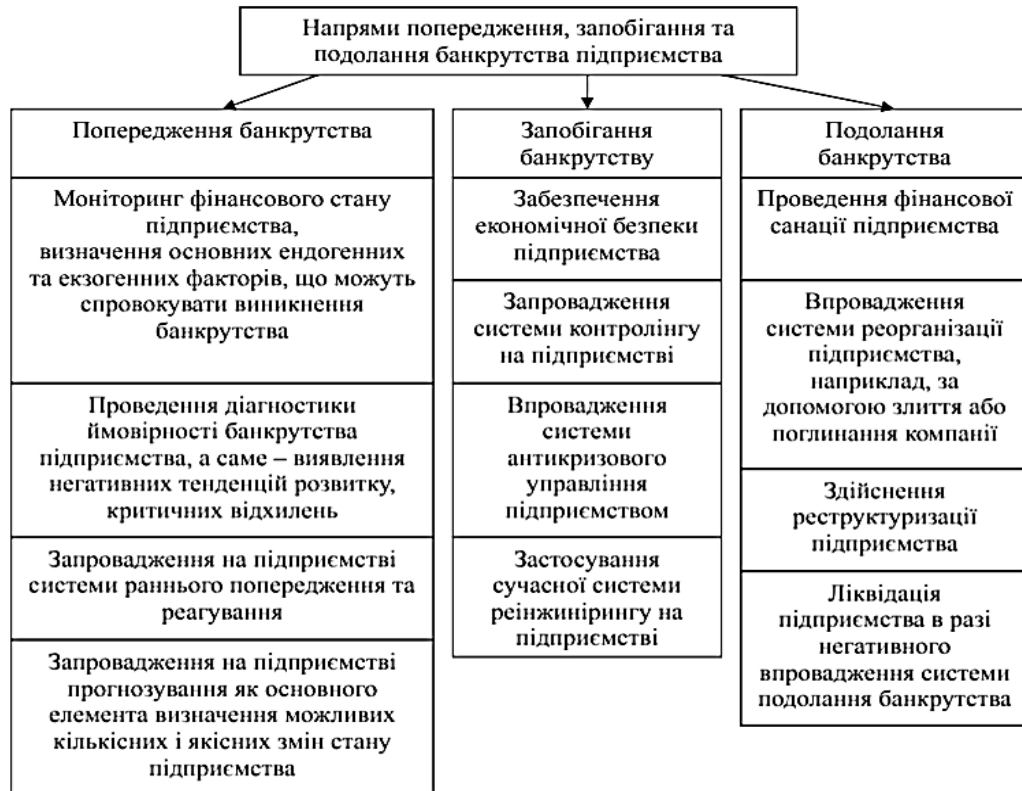 Напрями попередження, запобігання та
подолання банкрутства підприємства
Попередження банкрутства
Моніторинг фінансового стану
підприємства,
визначення основних ендогенних
та екзогенних факторів, що можуть
спровокувати виникнення
банкрутства
Проведення діагностики
ймовірності банкрутства
підприємства, а саме – виявлення
негативних тенденцій розвитку,
критичних відхилень
Запровадження на підприємстві
системи раннього попередження та
реагування
Запровадження на підприємстві
прогнозування як основного
елемента визначення можливих
кількісних і якісних змін стану
підприємства
Запобігання
банкрутству
Забезпечення
економічної безпеки
підприємства
Запровадження
системи контролінгу
на підприємстві
Впровадження
системи
антикризового
управління
підприємством
Застосування
сучасної системи
реінжинірингу на
підприємстві
Подолання
банкрутства
Проведення фінансової
санації підприємства
Впровадження
системи реорганізації
підприємства,
наприклад, за
допомогою злиття або
поглинання компанії
Здійснення
реструктуризації
підприємства
Ліквідація
підприємства в разі
негативного
впровадження системи
подолання банкрутства